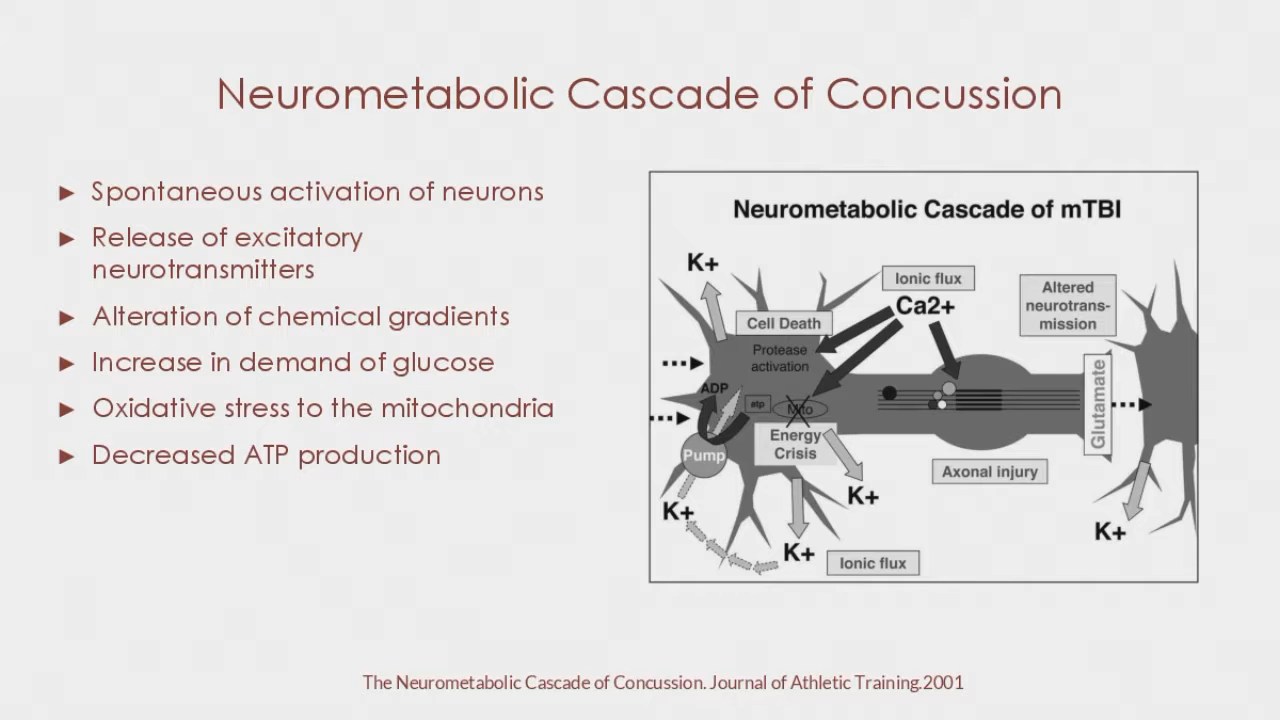 Neurometabolic Cascade of Concussion
► Spontaneous activation of neurons
► Release of excitatory
neurotransmitters
► Alteration of chemical gradients
► Increase in demand of glucose
► Oxidative stress to the mitochondria
► Decreased ATP production
Neurometabolic Cascade of mTBI
K+
Ionic flux
Ca2+
Altered
neurotrans-
mission
Cell Death
Protease
activation
ADP
atp
Mito
Glutamate
Energy
Crisis
Pump
Axonal injury
K+
K+
K+
K+
Ionic flux
The Neurometabolic Cascade of Concussion. Journal of Athletic Training.2001